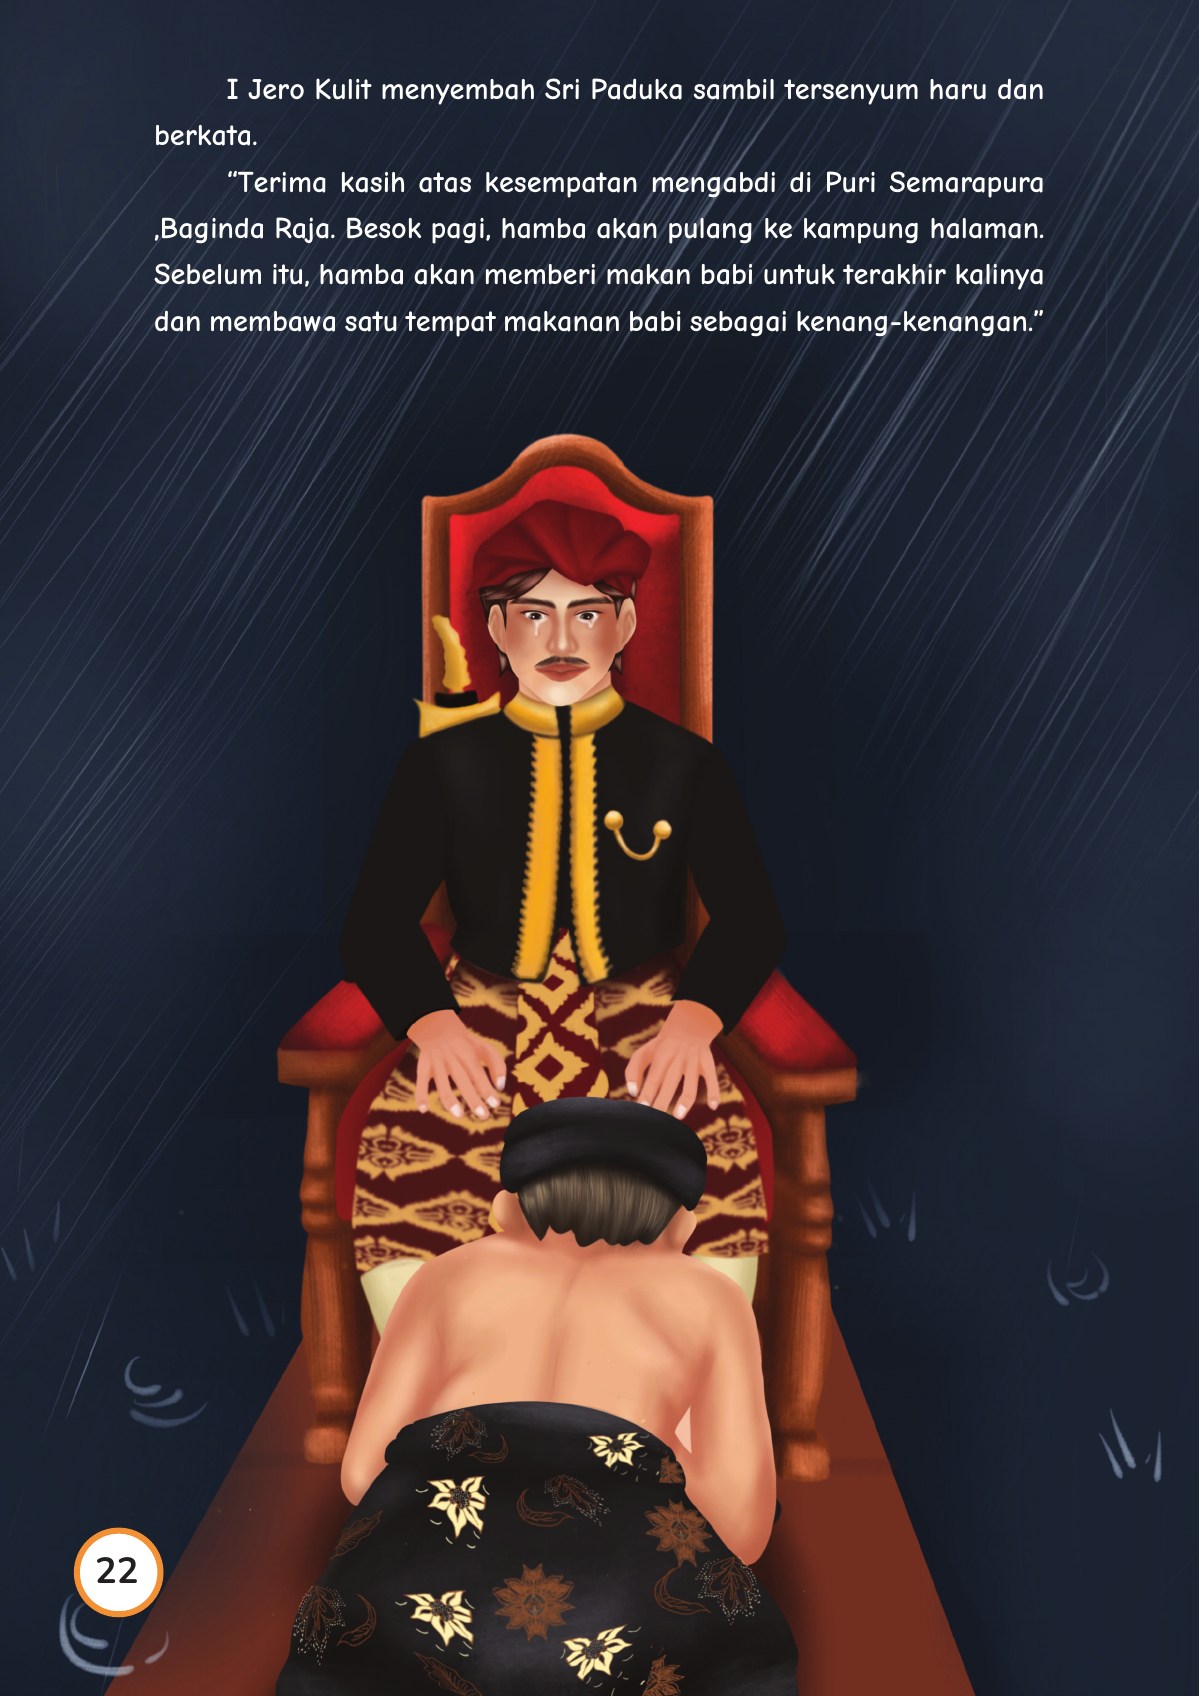 I Jero Kulit menyembah Sri Paduka sambil tersenyum haru dan
berkata.
“Terima kasih atas kesempatan mengabdi di Puri Semarapura
,Baginda Raja. Besok pagi, hamba akan pulang ke kampung halaman.
Sebelum itu, hamba akan memberi makan babi untuk terakhir kalinya
dan membawa satu tempat makanan babi sebagai kenang-kenangan.”
22